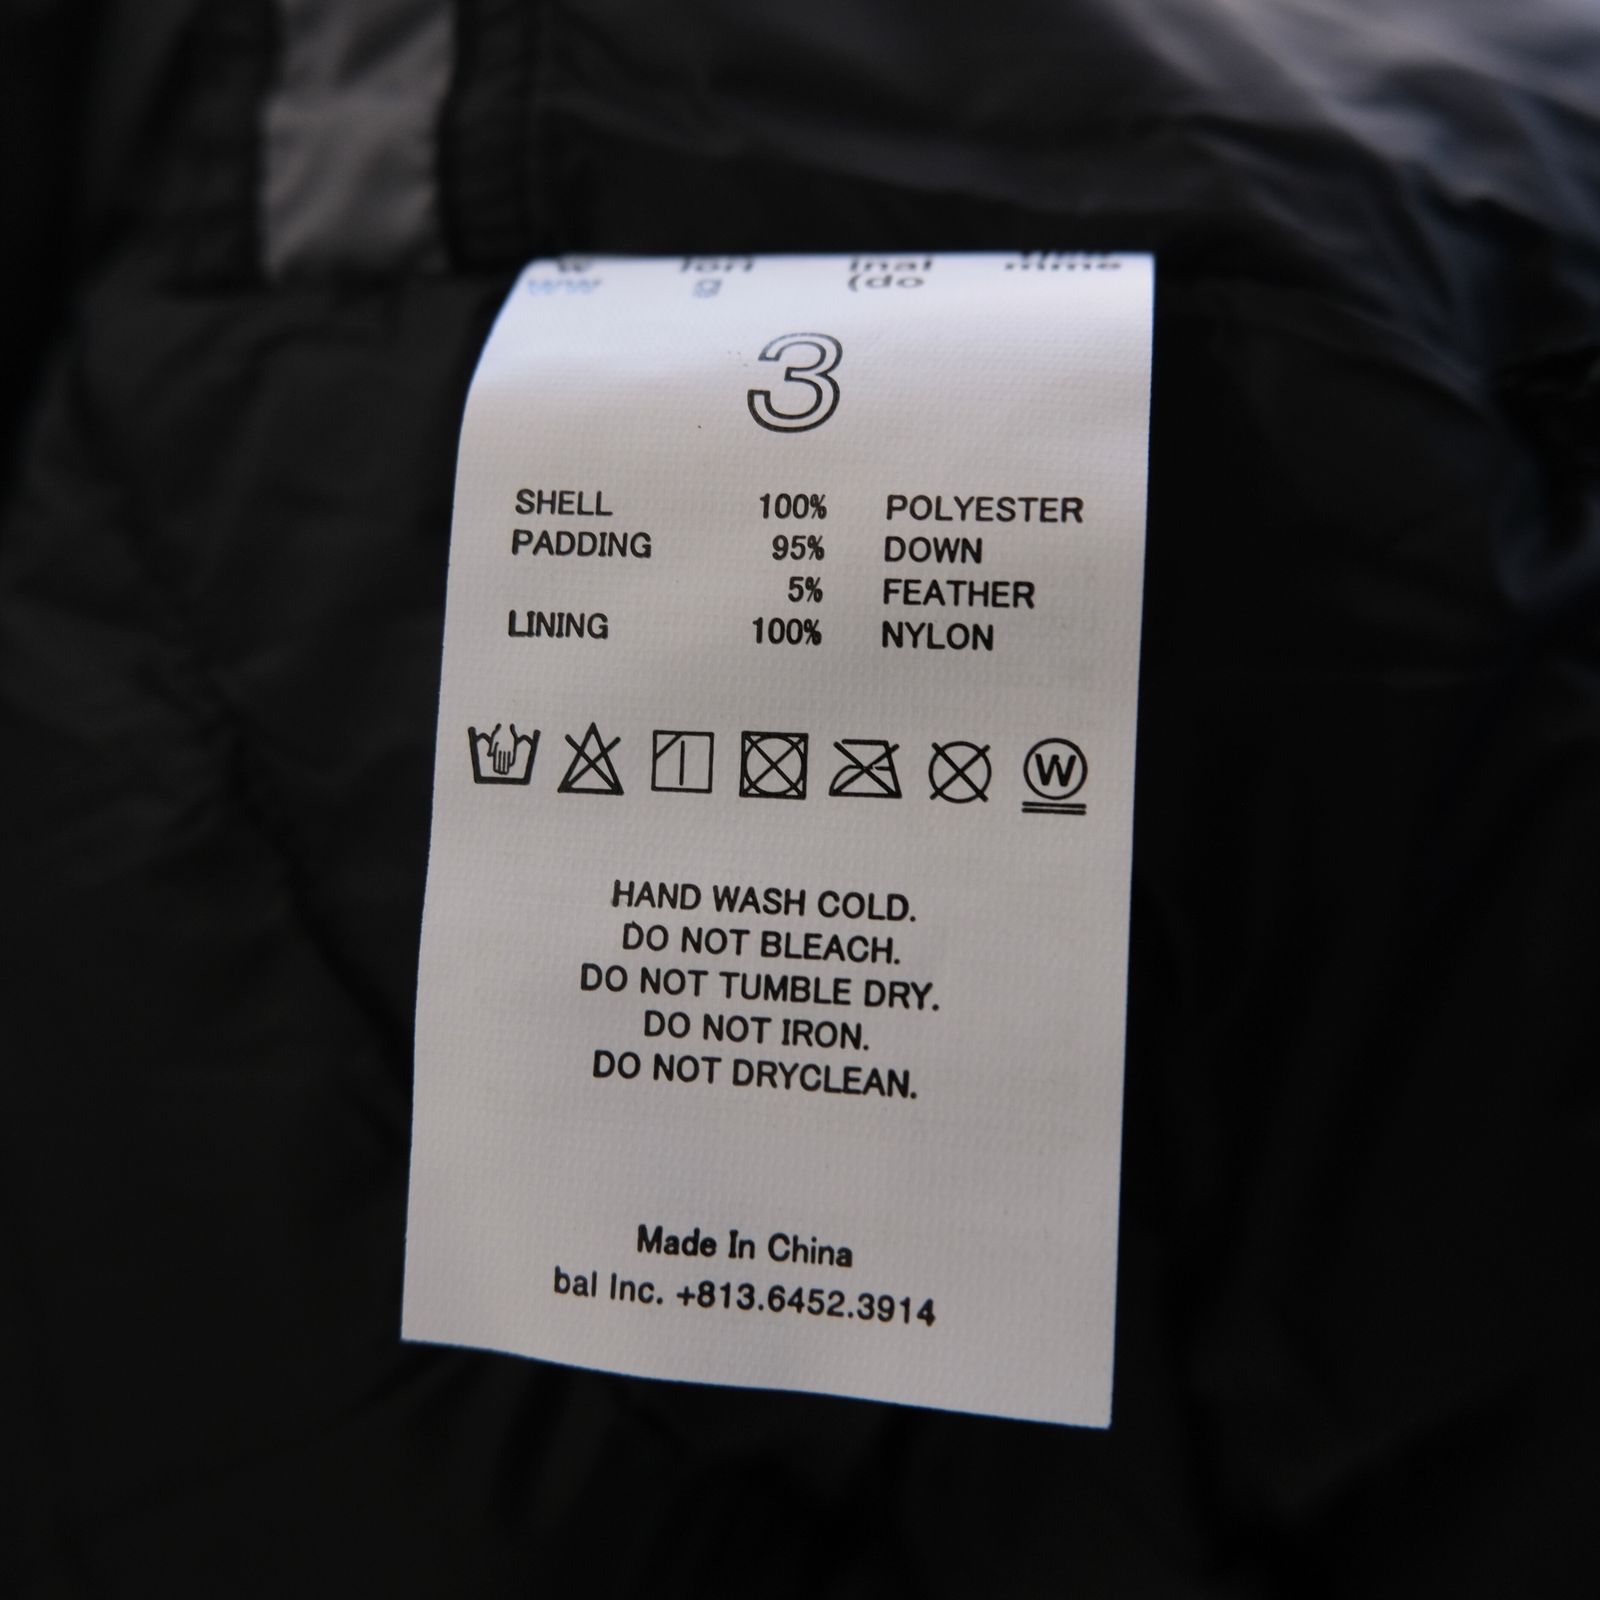 3
SHELL 100% POLYESTER
PADDING 95% DOWN
5% FEATHER
LINING 100% NYLON
W
HAND WASH COLD.
DO NOT BLEACH.
DO NOT TUMBLE DRY.
DO NOT IRON.
DO NOT DRYCLEAN.
Made In China
bal Inc. +813.6452.3914